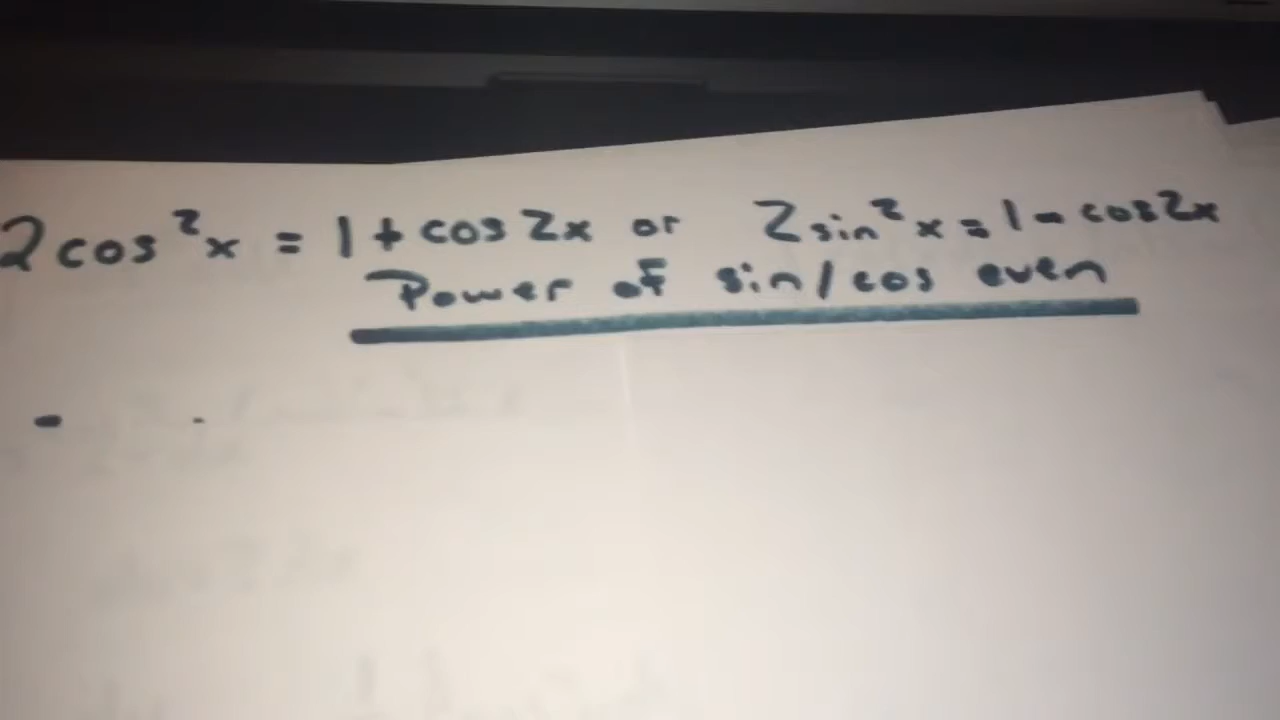 2cos²x = 1 + cos2x or 2sin²x = 1 - cos2x
Power of sin/cos even